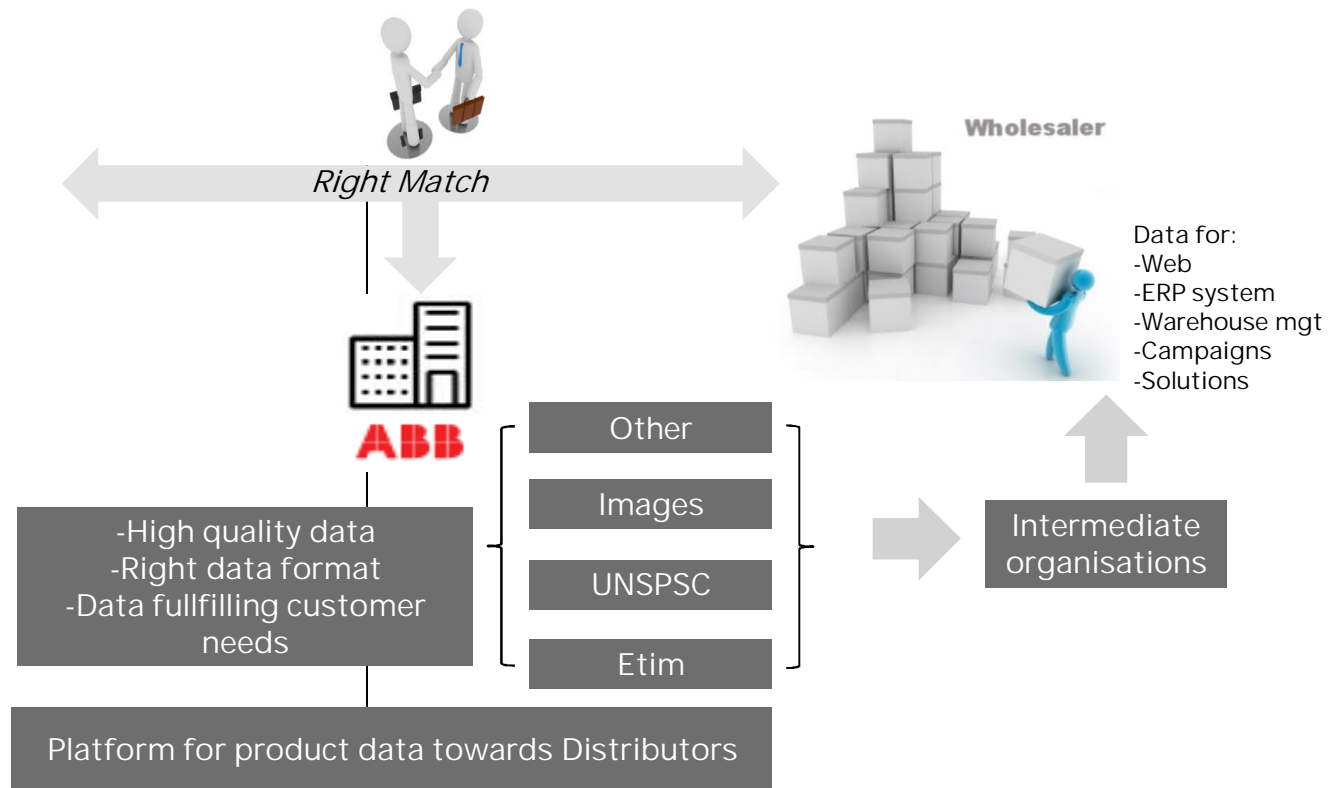 Right Match
Wholesaler
Data for:
-Web
-ERP system
-Warehouse mgt
-Campaigns
-Solutions
ABB
-High quality data
-Right data format
-Data fullfilling customer
needs
Other
Images
UNSPSC
Etim
Intermediate
organisations
Platform for product data towards Distributors